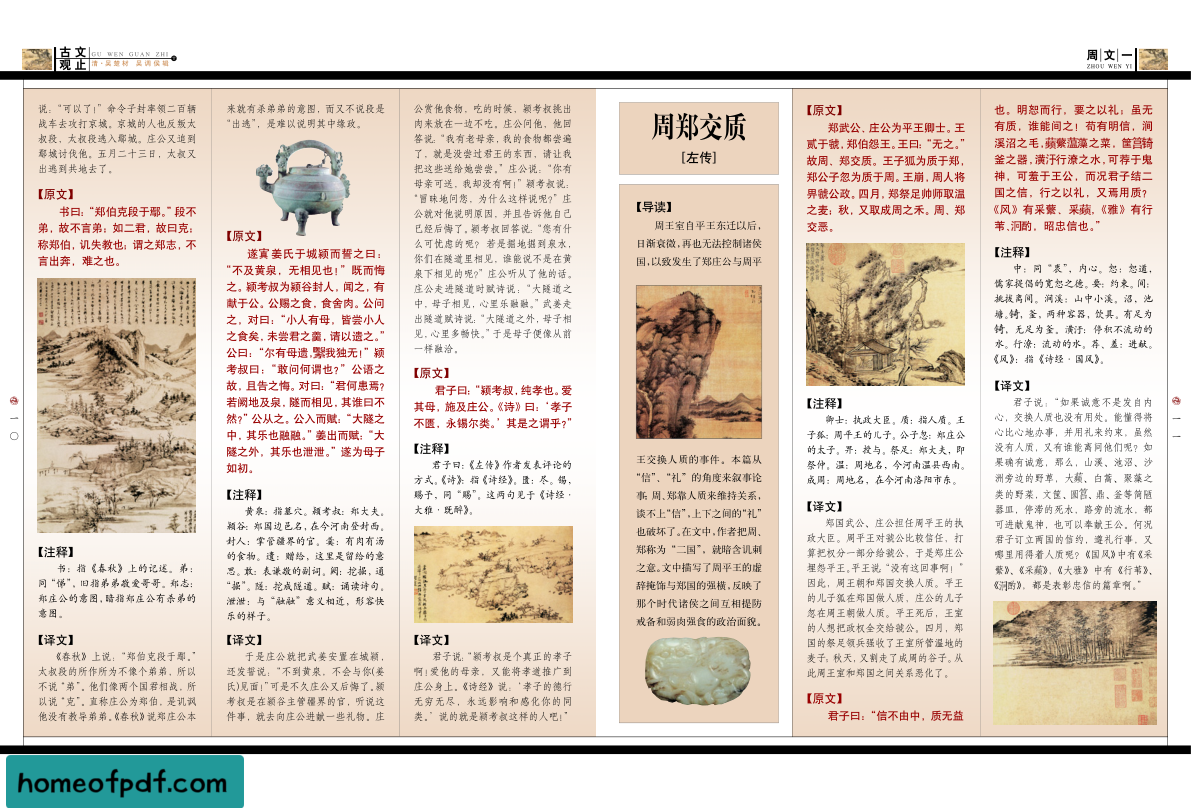 古文
观止
GU WEN GUAN ZHI
清·吴楚材 吴调侯编
周文一
ZHOU WEN YI
说:“可以了!”命令子封率领二百辆
战车去攻打京城。京城的人也反叛太
叔段,太叔段逃入鄢城。庄公又追到
鄢城讨伐他。五月二十三日,太叔又
出逃到共地去了。
【原文】
书曰:“郑伯克段于鄢。”段不
弟,故不言弟;如二君,故曰克;
称郑伯,讥失教也;谓之郑志,不
言出奔,难之也。
【注释】
书:指《春秋》上的记述。弟:
同“悌”,旧指弟弟敬爱哥哥。郑志:
郑庄公的意图,暗指郑庄公有杀弟的
意图。
【译文】
《春秋》上说:“郑伯克段于鄢。”
太叔段的所作所为不像个弟弟,所以
不说“弟”。他们像两个国君相战,所
以说“克”。直称庄公为郑伯,是讥讽
他没有教导弟弟。《春秋》说郑庄公本
来就有杀弟弟的意图,而又不说段是
“出逃”,是难以说明其中缘政。
【原文】
遂寘姜氏于城颍而誓之曰:
“不及黄泉,无相见也!”既而悔
之。颖考叔为颍谷封人,闻之,有
献于公。公赐之食,食舍肉。公问
之,对曰:“小人有母,皆尝小人
之食矣,未尝君之羹,请以遗之。”
公曰:“尔有母遗,繄我独无!”颍
考叔曰:“敢问何谓也?”公语之
故,且告之悔。对曰:“君何患焉?
若阙地及泉,隧而相见,其谁曰不
然?”公从之。公入而赋:“大隧之
中,其乐也融融。”姜出而赋:“大
隧之外,其乐也泄泄。”遂为母子
如初。
【注释】
黄泉:指墓穴。颖考叔:郑大夫。
颍谷:郑国边邑名,在今河南登封西。
封人:掌管疆界的官。羹:有肉有汤
的食物。遗:赠给,这里是留给的意
思。敢:表谦敬的副词。阙:挖掘,通
“掘”。隧:挖成隧道。赋:诵读诗句。
泄泄:与“融融”意义相近,形容快
乐的样子。
【译文】
于是庄公就把武姜安置在城颍,
还发誓说:“不到黄泉,不会与你(姜
氏)见面!”可是不久庄公又后悔了。颍
考叔是在颍谷主管疆界的官,听说这
件事,就去向庄公进献一些礼物。庄
公赏他食物,吃的时候,颍考叔挑出
肉来放在一边不吃。庄公问他,他回
答说:“我有老母亲,我的食物都尝遍
了,就是没尝过君王的东西,请让我
把这些送给她尝尝。”庄公说:“你有
母亲可送,我却没有啊!”颍考叔说:
“冒昧地问您,为什么这样说呢?”庄
公就对他说明原因,并且告诉他自己
已经后悔了。颍考叔回答说:“您有什
么可忧虑的呢?若是掘地掘到泉水,
你们在隧道里相见,谁能说不是在黄
泉下相见的呢?”庄公听从了他的话。
庄公走进隧道时赋诗说:“大隧道之
中,母子相见,心里乐融融。”武姜走
出隧道赋诗说:“大隧道之外,母子相
见,心里多畅快。”于是母子便像从前
一样融洽。
【原文】
君子曰:“颍考叔,纯孝也。爱
其母,施及庄公。《诗》曰:‘孝子
不匮,永锡尔类。’其是之谓乎?”
【注释】
君子曰:《左传》作者发表评论的
方式。《诗》:指《诗经》。匮:尽。锡,
赐予,同“赐”。这两句见于《诗经·
大雅·既醉》。
【译文】
君子说,“颍考叔是个真正的孝子
啊!爱他的母亲,又能将孝道推广到
庄公身上。《诗经》说,‘孝子的德行
无穷无尽,永远影响和感化你的同
类。’说的就是颍考叔这样的人吧!”
一〇
周郑交质
[左传]
【导读】
周王室自平王东迁以后,
日渐衰微,再也无法控制诸侯
国,以致发生了郑庄公与周平
王交换人质的事件。本篇从
“信”、“礼”的角度来叙事论
事。周、郑靠人质来维持关系,
谈不上“信”,上下之间的“礼”
也破坏了。在文中,作者把周、
郑称为“二国”,就暗含讥刺
之意。文中描写了周平王的虚
辞掩饰与郑国的强横,反映了
那个时代诸侯之间互相提防
戒备和弱肉强食的政治面貌。
【原文】
郑武公、庄公为平王卿士。王
贰于虢,郑伯怨王。王曰:“无之。”
故周、郑交质。王子狐为质于郑,
郑公子忽为质于周。王崩,周人将
畀虢公政。四月,郑祭足帅师取温
之麦;秋,又取成周之禾。周、郑
交恶。
【注释】
卿士:执政大臣。质:指人质。王
子狐:周平王的儿子。公子忽:郑庄公
的太子。畀:授与。祭足:郑大夫,即
祭仲。温:周地名,今河南温县西南。
成周:周地名,在今河南洛阳市东。
【译文】
郑国武公、庄公担任周平王的执
政大臣。周平王对虢公比较信任,打
算把权分一部分给虢公,于是郑庄公
埋怨平王。平王说“没有这回事啊!”
因此,周王朝和郑国交换人质。平王
的儿子狐在郑国做人质,庄公的儿子
忽在周王朝做人质。平王死后,王室
的人想把政权全交给虢公。四月,郑
国的祭足领兵强收了王室所管温地的
麦子;秋天,又割走了成周的谷子。从
此周王室和郑国之间关系恶化了。
【原文】
君子曰:“信不由中,质无益
也。明恕而行,要之以礼;虽无
有质,谁能间之!苟有明信,涧
溪沼之毛,蘋蘩蕰藻之菜,筐筥锜
釜之器,潢汙行潦之水,可荐于鬼
神,可羞于王公,而况君子结二
国之信,行之以礼,又焉用质?
《风》有采蘩、采蘋,《雅》有行
苇、泂酌,昭忠信也。”
【注释】
中:同“衷”,内心。恕:恕道,
儒家提倡的宽恕之德。要:约束。间:
挑拔离间。涧溪:山中小溪。沼,池
塘。锜,釜,两种容器,饮具。有足为
锜,无足为釜。潢汙:停积不流动的
水。行潦:流动的水。荐、羞:进献。
《风》:指《诗经·国风》。
【译文】
君子说:“如果诚意不是发自内
心,交换人质也没有用处。能懂得将
心比心地办事,并用礼来约束,虽然
没有人质,又有谁能离间他们呢?如
果确有诚意,那么,山溪、池沼、沙
洲旁边的野草,大蘋、白蒿、聚藻之
类的野菜,文筐、圆筥、鼎、釜等简陋
器皿,停滞的死水、路旁的流水,都
可进献鬼神,也可以奉献王公。何况
君子订立两国的信约,遵礼行事,又
哪里用得着人质呢?《国风》中有《采
蘩》、《采蘋》,《大雅》中有《行苇》、
《泂酌》,都是表彰忠信的篇章啊。”
一一
homeofpdf.com